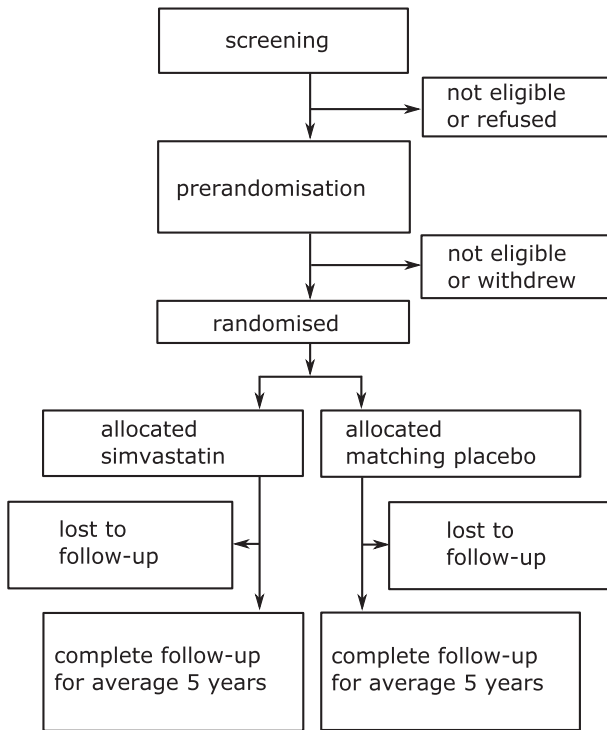 screening
not eligible
or refused
prerandomisation
not eligible
or withdrew
randomised
allocated
simvastatin
allocated
matching placebo
lost to
follow-up
lost to
follow-up
complete follow-up
for average 5 years
complete follow-up
for average 5 years